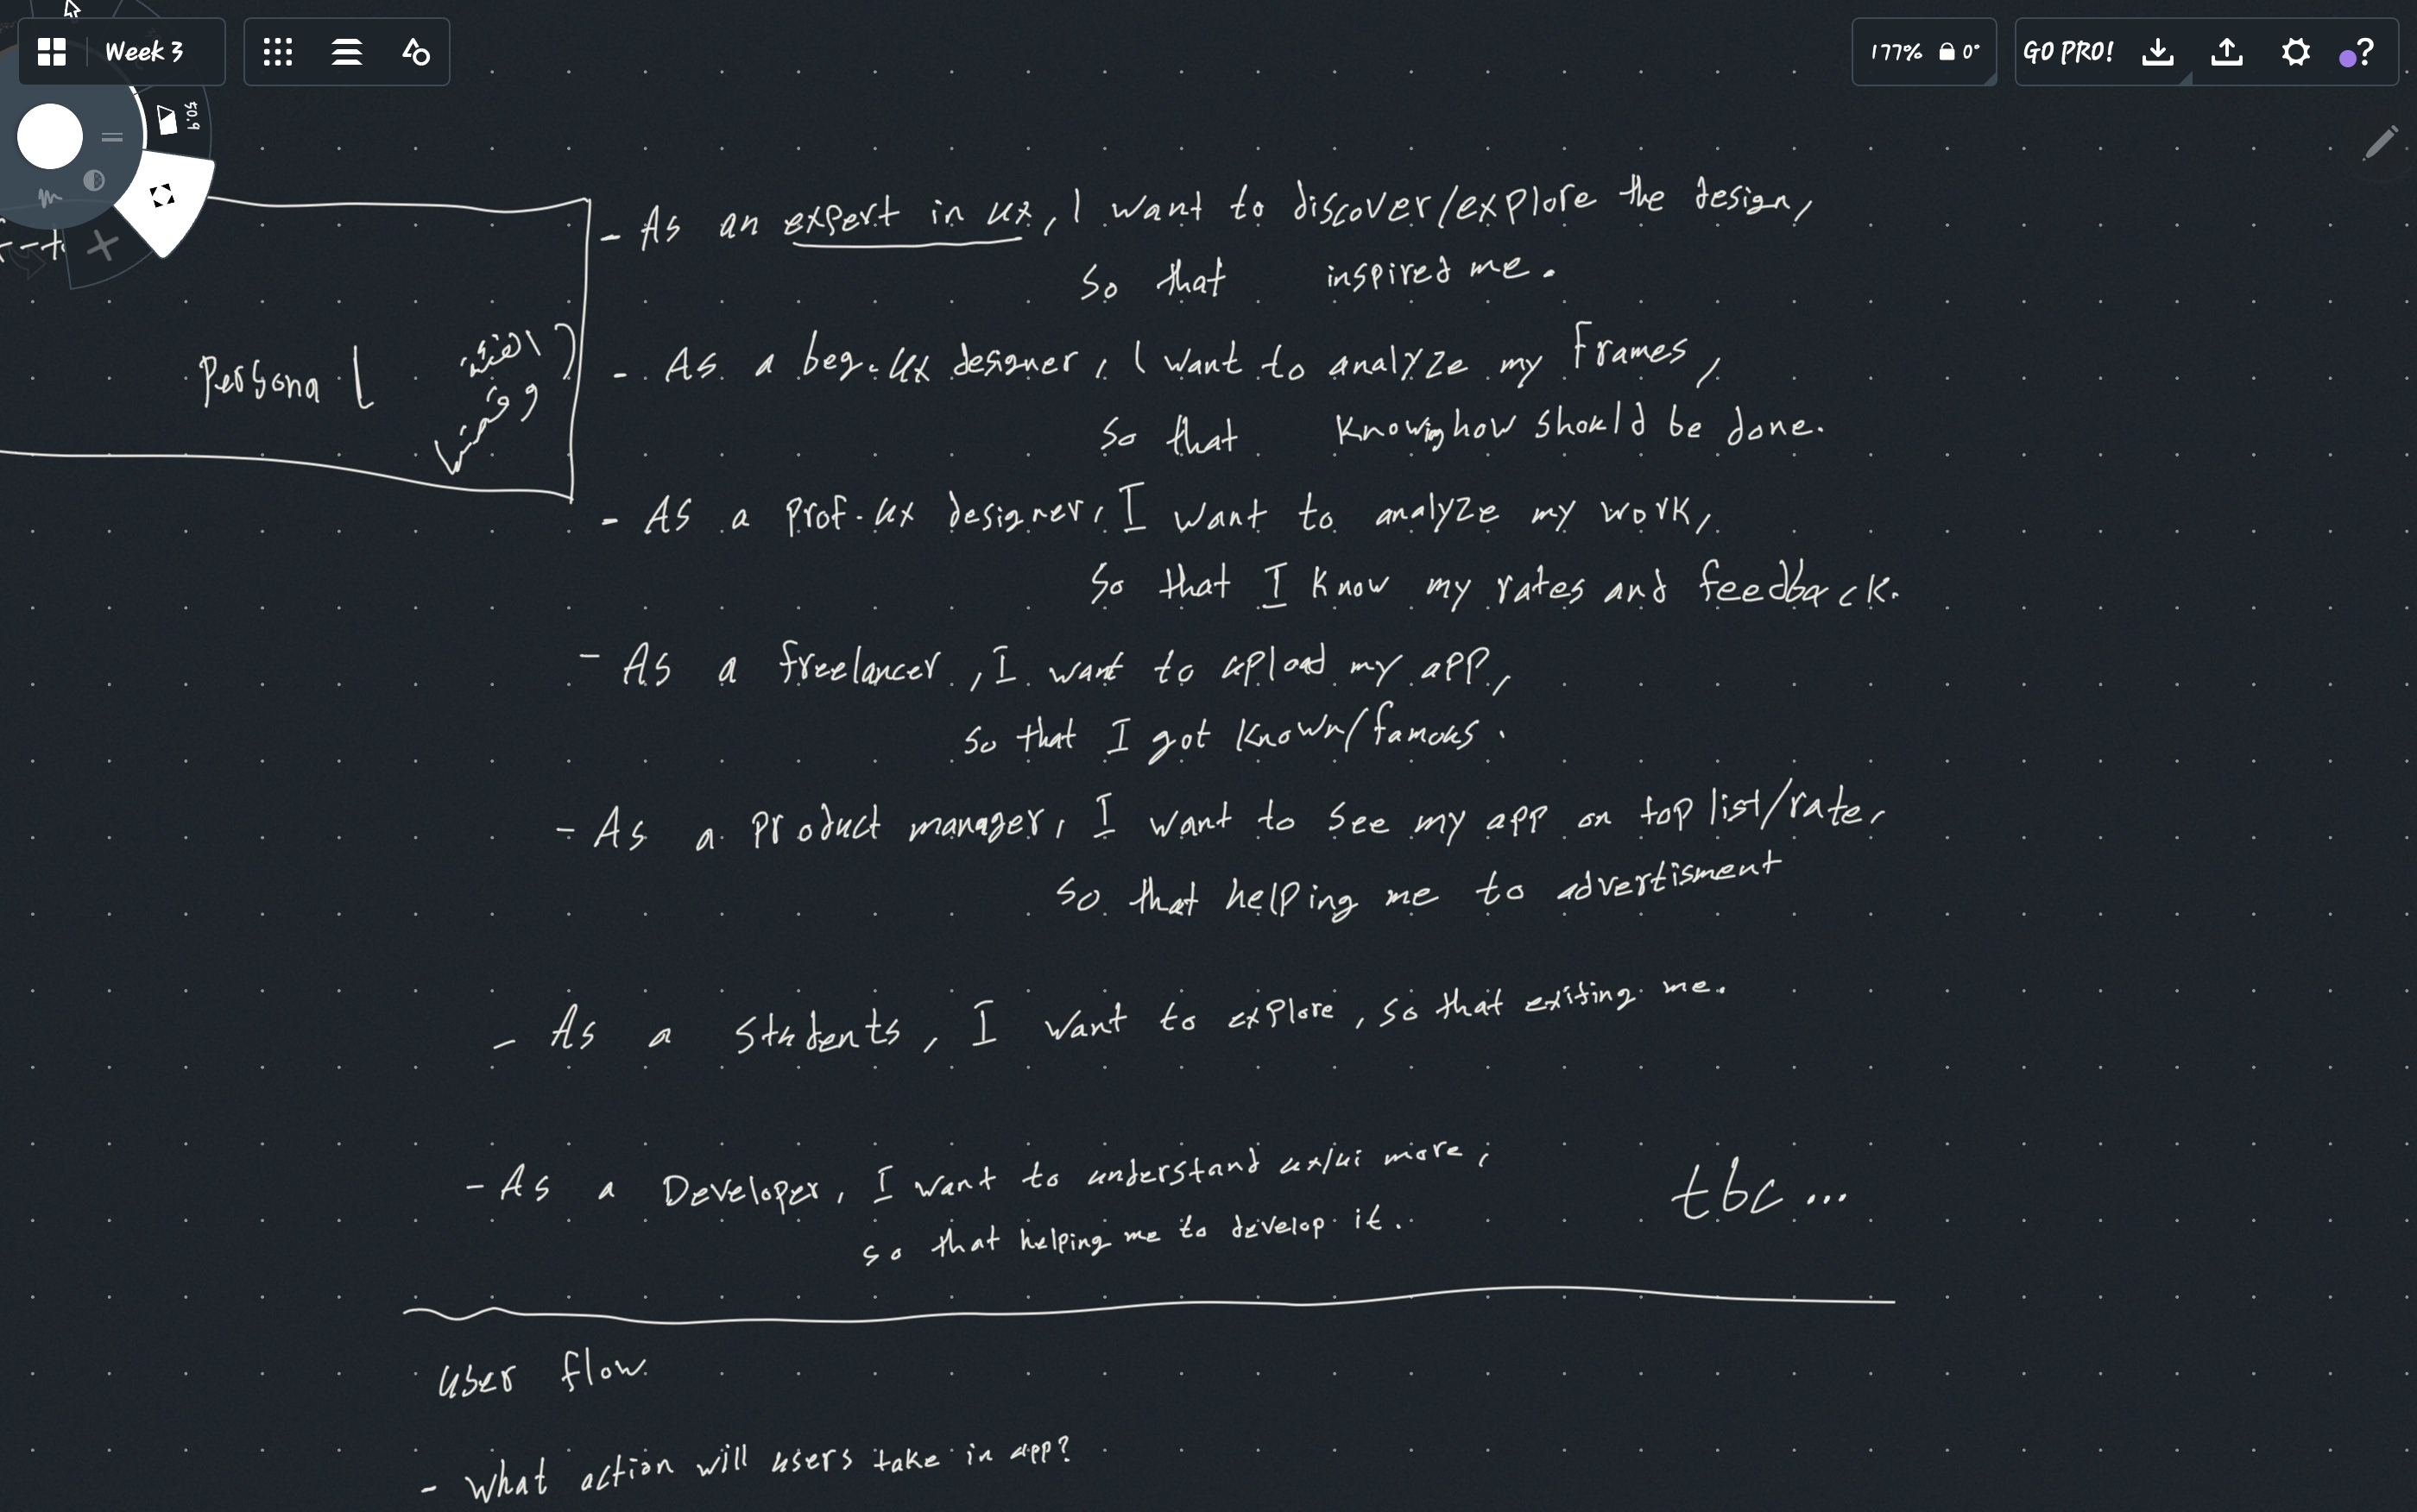 Week 3
177% 0°
GO PRO!
?
50.9
- As an expert in ux, I want to discover/explore the design,
so that inspired me.
Persona (
- As a beg. ux designer, I want to analyze my frames,
so that knowing how should be done.
- As a prof. ux designer, I want to analyze my work,
so that I know my rates and feedback.
- As a freelancer, I want to upload my app,
so that I got known/famous.
- As a product manager, I want to see my app on top list/rate,
so that helping me to advertisment
- As a students, I want to explore, so that exiting me.
- As a Developer, I want to understand ux/ui more,
so that helping me to develop it.
tbc...
user flow
- what action will users take in app?